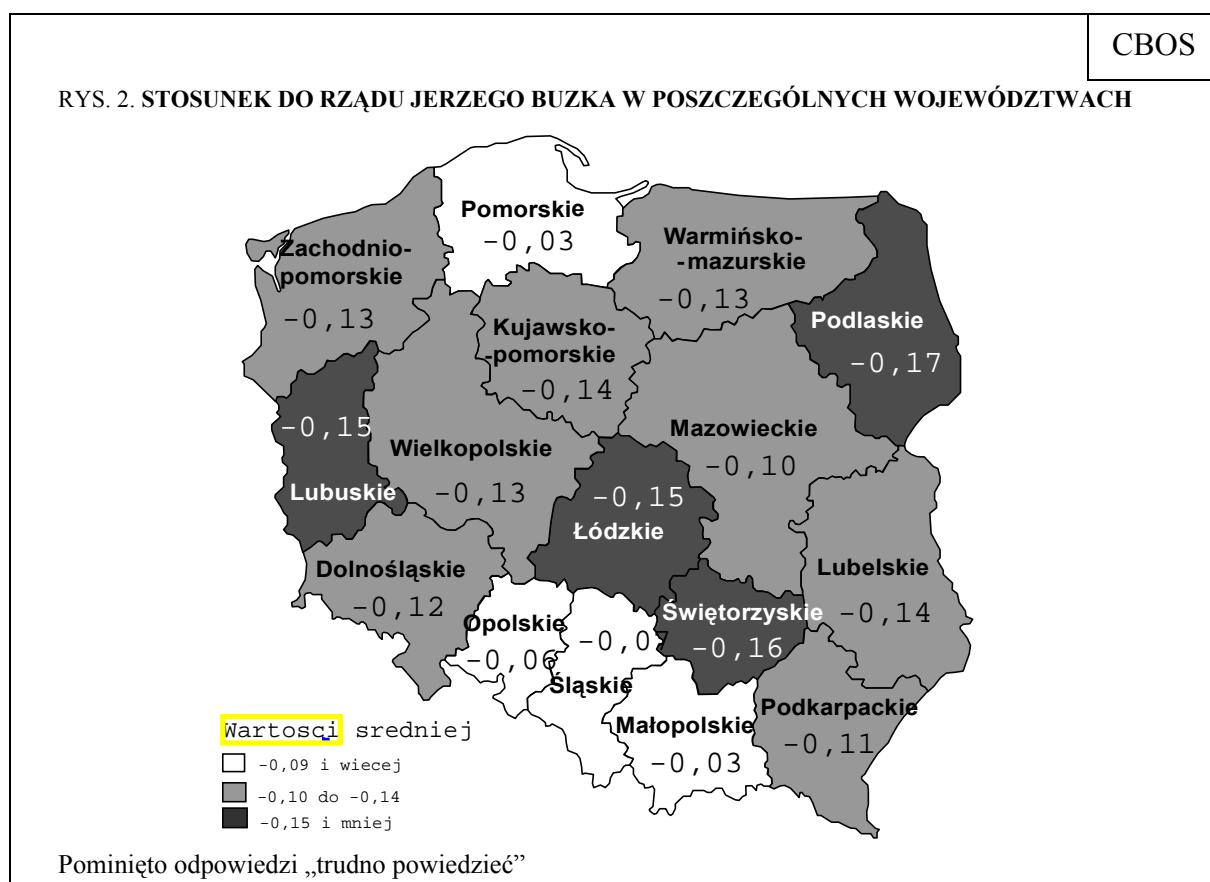 CBOS
RYS. 2. STOSUNEK DO RZĄDU JERZEGO BUZKA W POSZCZEGÓLNYCH WOJEWÓDZTWACH
Pomorskie
-0,03
Zachodnio-
pomorskie
-0,13
Warmińsko-
-mazurskie
-0,13
Podlaskie
-0,17
Kujawsko-
-pomorskie
-0,14
-0,15
Lubuskie
Wielkopolskie
-0,13
Mazowieckie
-0,10
-0,15
Łódzkie
Dolnośląskie
-0,12
Lubelskie
-0,14
Opolskie
-0,06
Śląskie
Świętorzyskie
-0,16
Małopolskie
-0,03
Podkarpackie
-0,11
Wartosci sredniej
-0,09 i wiecej
-0,10 do -0,14
-0,15 i mniej
Pominięto odpowiedzi „trudno powiedzieć”